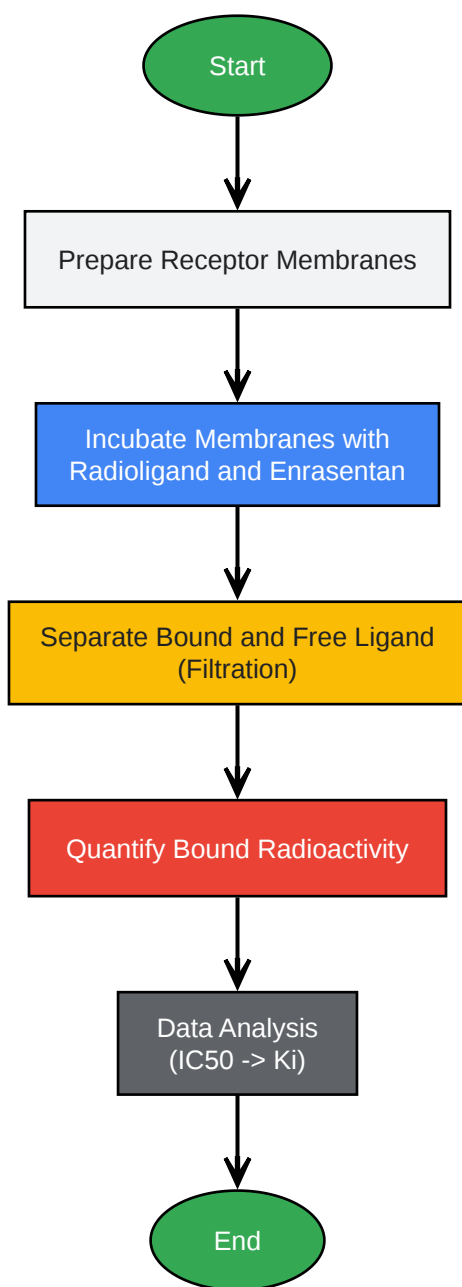 Start
Prepare Receptor Membranes
Incubate Membranes with
Radioligand and Enrasentan
Separate Bound and Free Ligand
(Filtration)
Quantify Bound Radioactivity
Data Analysis
(IC50 -> Ki)
End